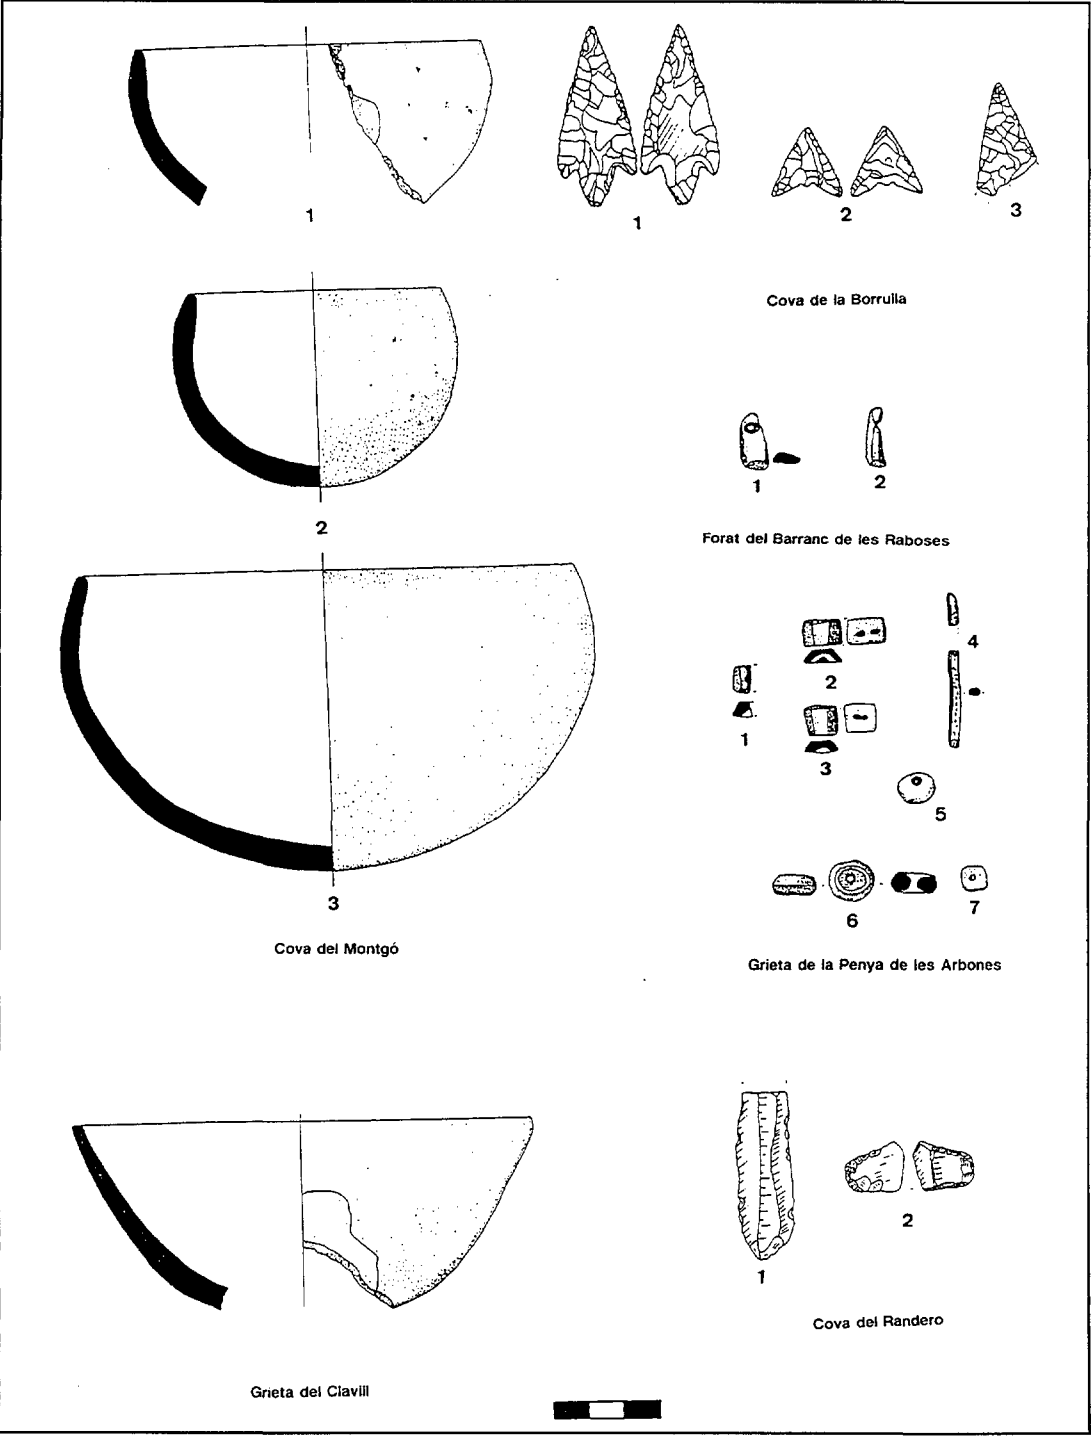 1
1
2
3
Cova de la Borrulla
2
1
2
Forat del Barranc de les Raboses
3
Cova del Montgó
1
2
3
4
5
6
7
Grieta de la Penya de les Arbones
Grieta del Clavill
1
2
Cova del Randero